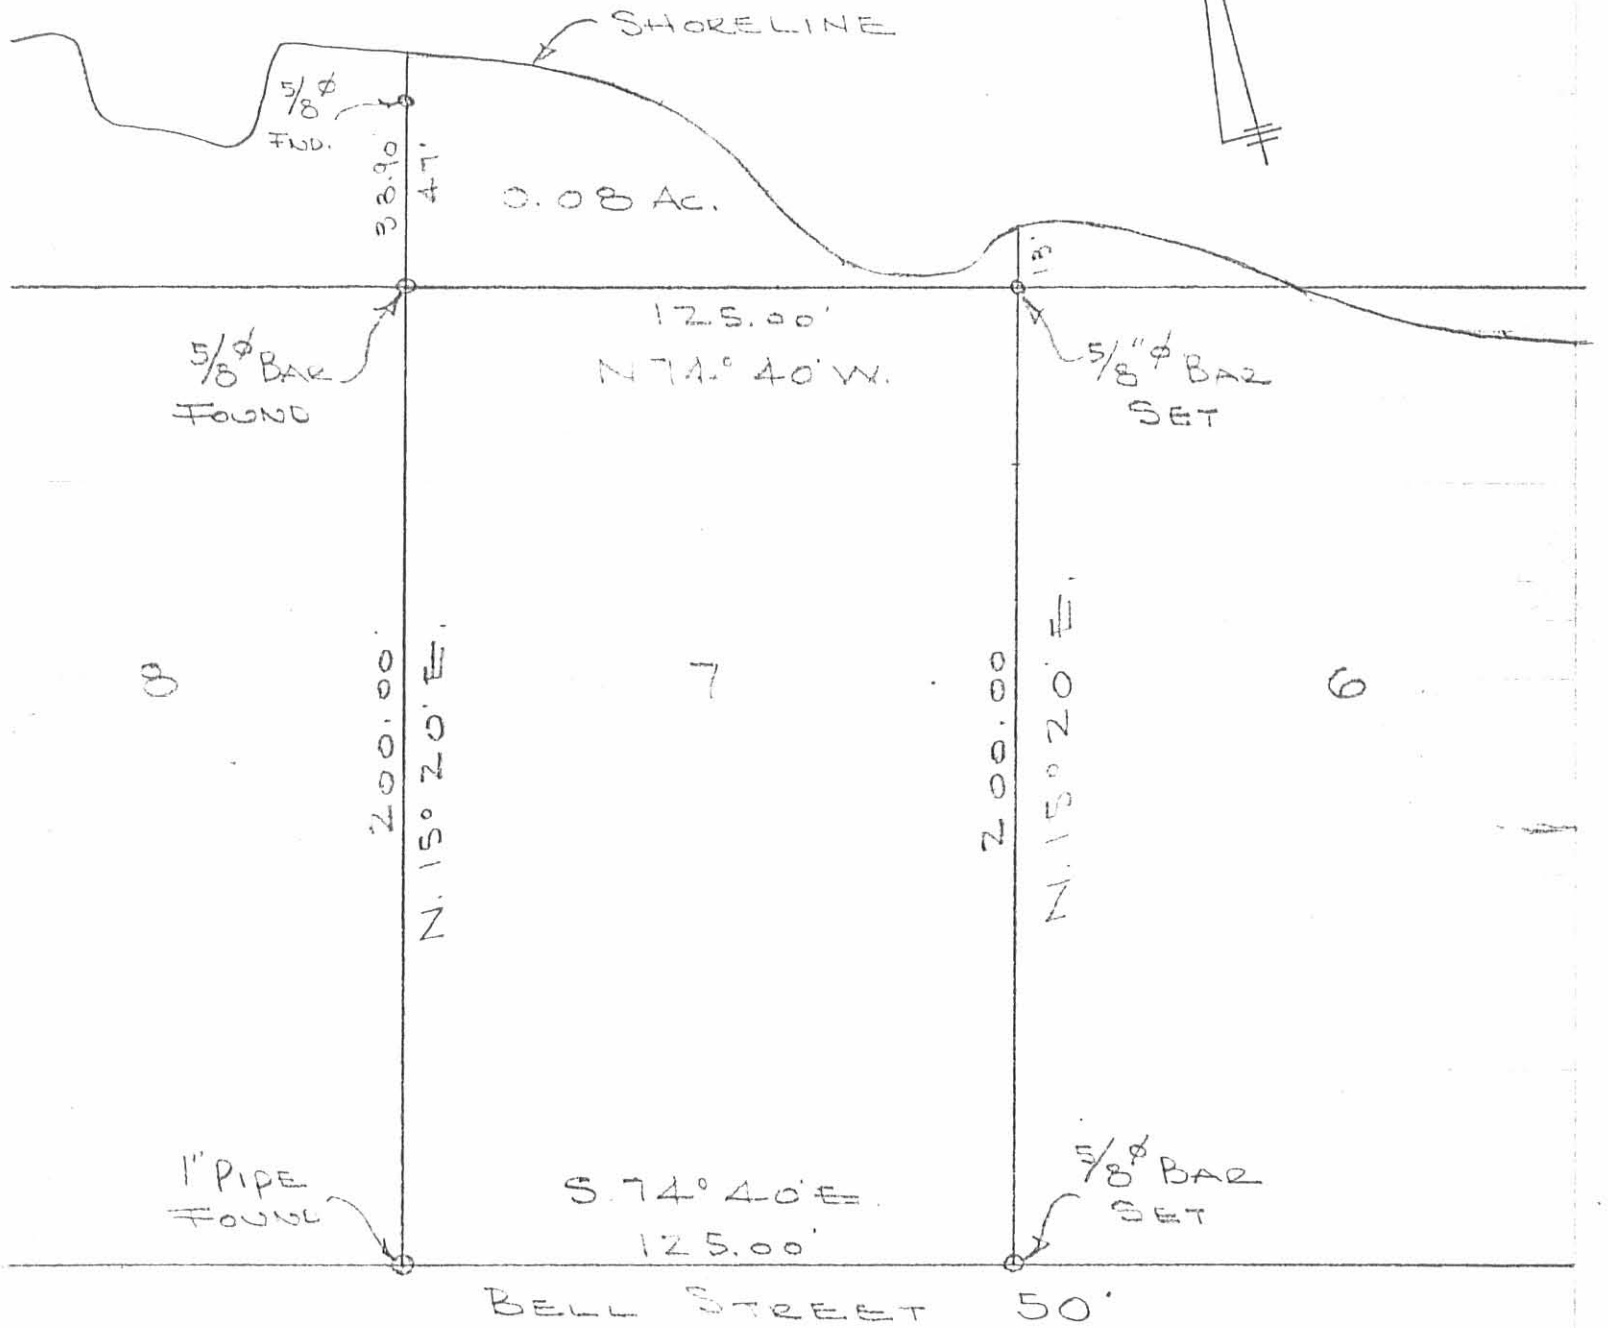 SHORELINE
5/8 ⌀
FND.
33.90
47'
0.08 AC.
13'
125.00'
N 74° 40' W.
5/8 ⌀ BAR
FOUND
5/8" ⌀ BAR
SET
200.00
N. 15° 20' E.
200.00
N. 15° 20' E.
8
7
6
1" PIPE
FOUND
S. 74° 40' E.
125.00'
5/8 ⌀ BAR
SET
BELL STREET 50'